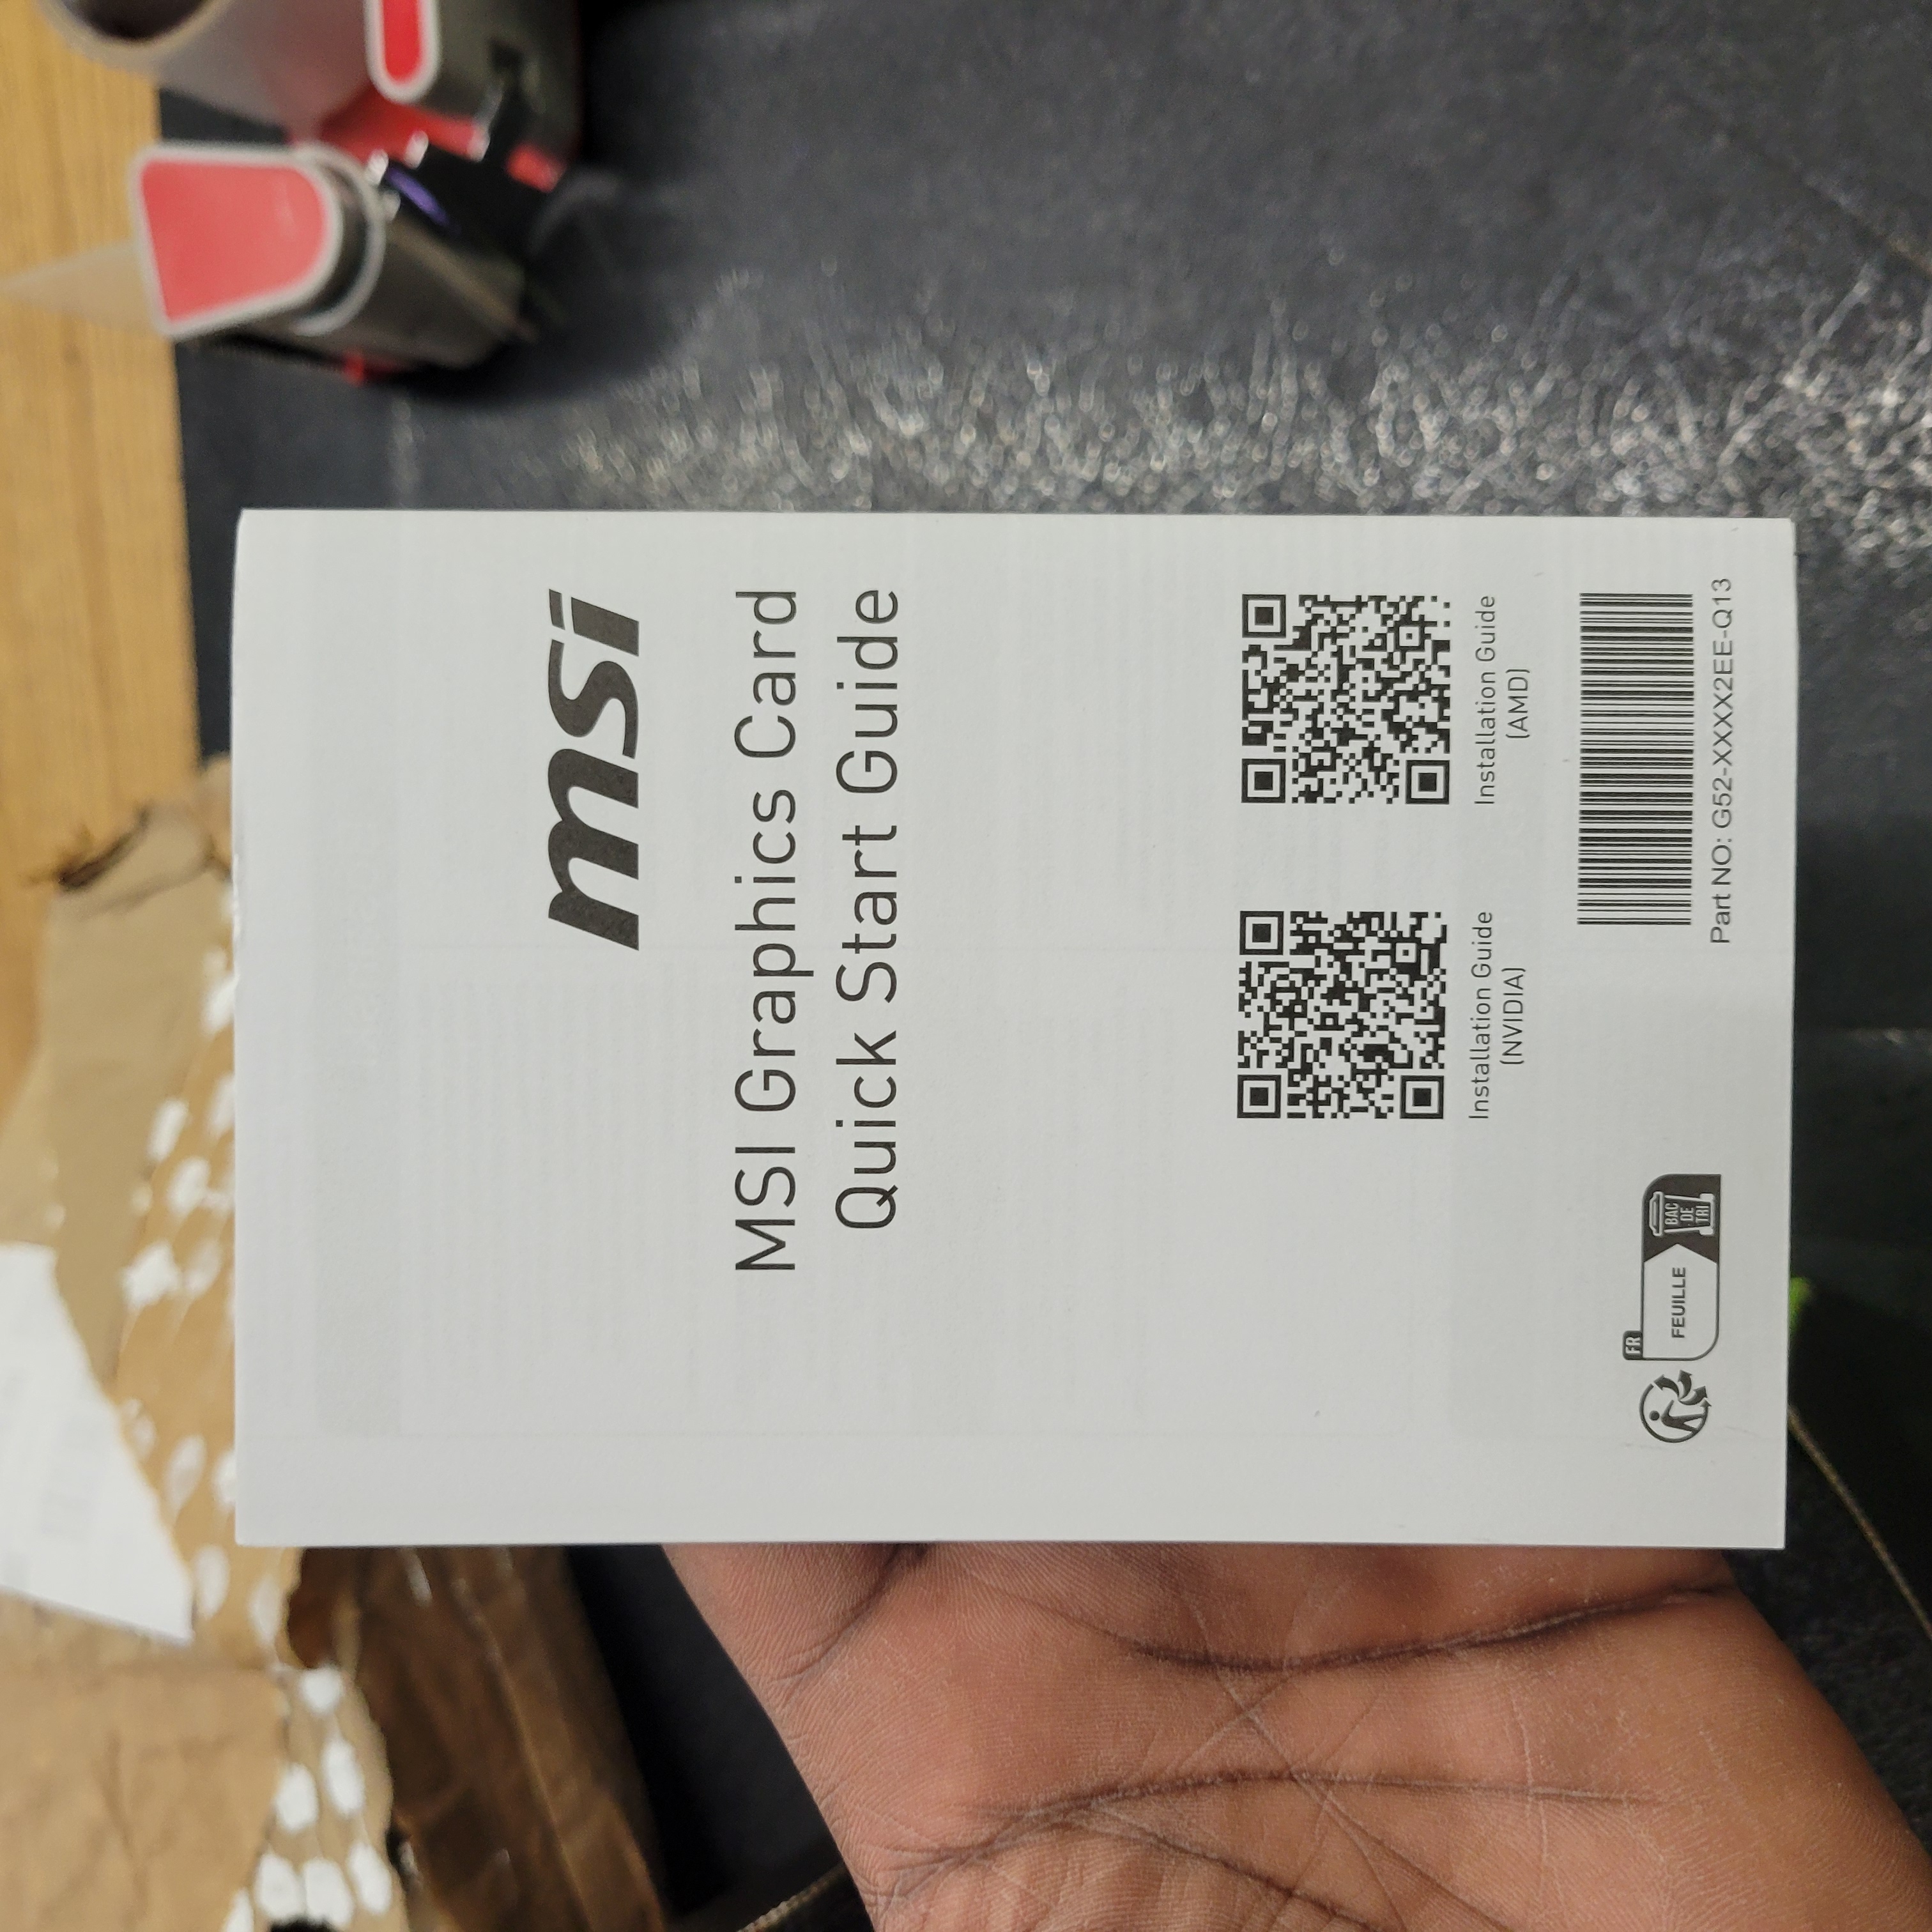 msi
MSI Graphics Card
Quick Start Guide
Installation Guide
(NVIDIA)
Installation Guide
(AMD)
FR
FEUILLE
BAC
DE
TRI
Part NO: G52-XXXX2EE-Q13